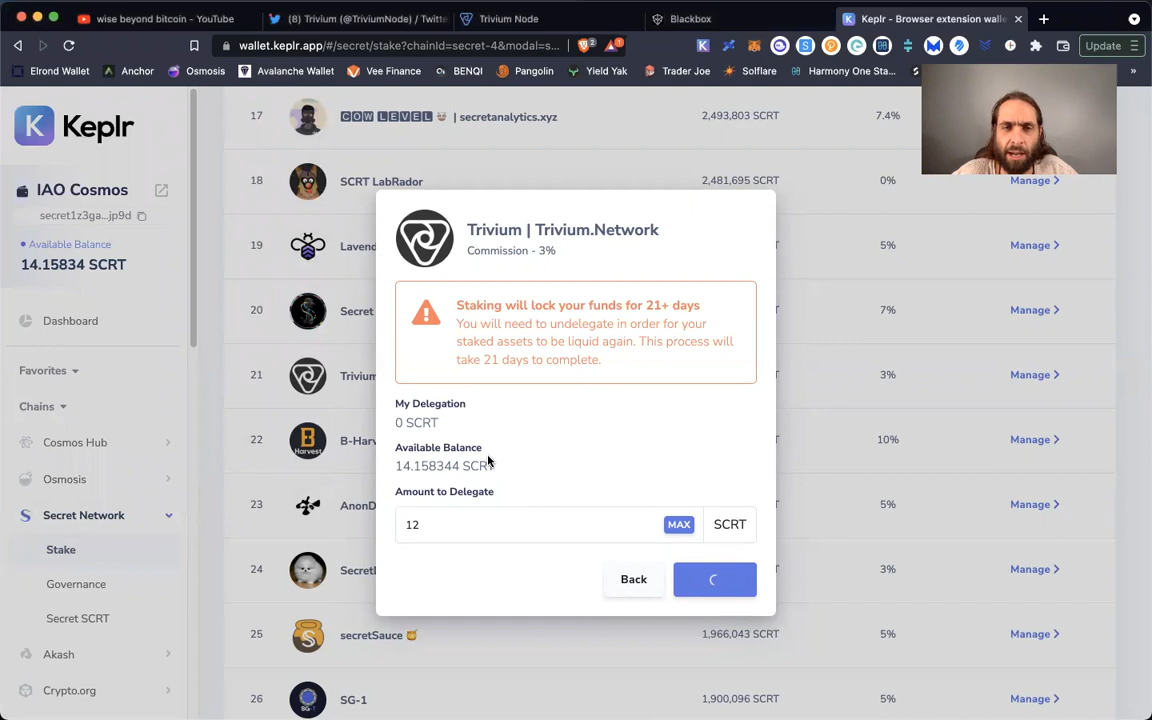 wise beyond bitcoin - YouTube
(8) Trivium (@TriviumNode) / Twitte
Trivium Node
Blackbox
Keplr - Browser extension walle
wallet.keplr.app/#/secret/stake?chainId=secret-4&modal=s...
2
1
Update
Elrond Wallet
Anchor
Osmosis
Avalanche Wallet
Vee Finance
BENQI
Pangolin
Yield Yak
Trader Joe
Solflare
Harmony One Sta...
»
Keplr
IAO Cosmos
secret1z3ga....jp9d
Available Balance
14.15834 SCRT
Dashboard
Favorites
Chains
Cosmos Hub
Osmosis
Secret Network
Stake
Governance
Secret SCRT
Akash
Crypto.org
17 COW LEVEL | secretanalytics.xyz 2,493,803 SCRT 7.4%
18 SCRT LabRador 2,481,695 SCRT 0% Manage
19 Lavend 5% Manage
20 Secret 7% Manage
21 Trivium 3% Manage
22 B-Harv 10% Manage
23 AnonD 5% Manage
24 Secret 3% Manage
25 secretSauce 1,966,043 SCRT 5% Manage
26 SG-1 1,900,096 SCRT 5% Manage
Trivium | Trivium.Network
Commission - 3%
Staking will lock your funds for 21+ days
You will need to undelegate in order for your
staked assets to be liquid again. This process will
take 21 days to complete.
My Delegation
0 SCRT
Available Balance
14.158344 SCRT
Amount to Delegate
12 MAX SCRT
Back